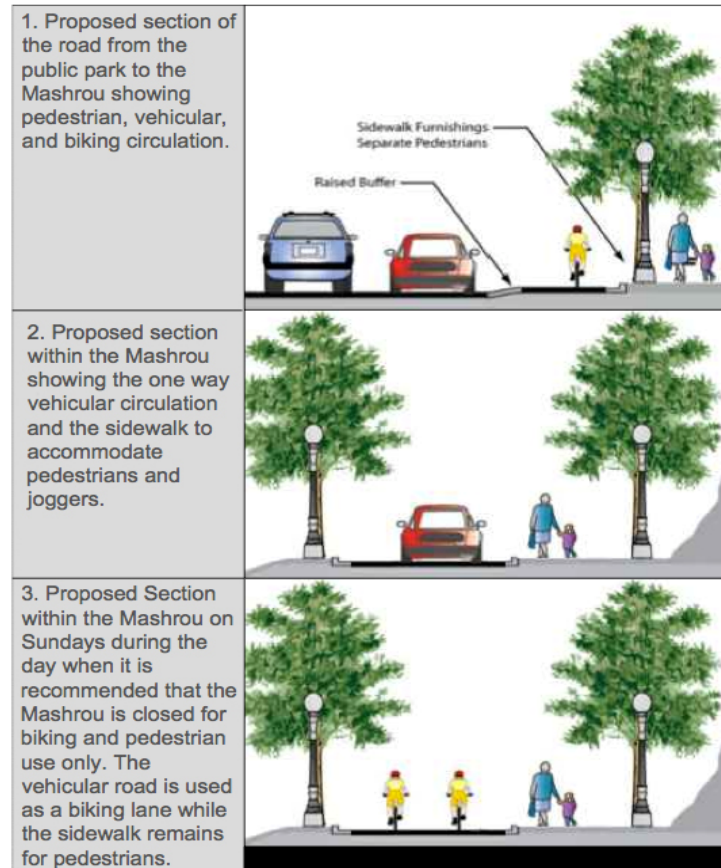 1. Proposed section of
the road from the
public park to the
Mashrou showing
pedestrian, vehicular,
and biking circulation.
Sidewalk Furnishings
Separate Pedestrians
Raised Buffer
2. Proposed section
within the Mashrou
showing the one way
vehicular circulation
and the sidewalk to
accommodate
pedestrians and
joggers.
3. Proposed Section
within the Mashrou on
Sundays during the
day when it is
recommended that the
Mashrou is closed for
biking and pedestrian
use only. The
vehicular road is used
as a biking lane while
the sidewalk remains
for pedestrians.